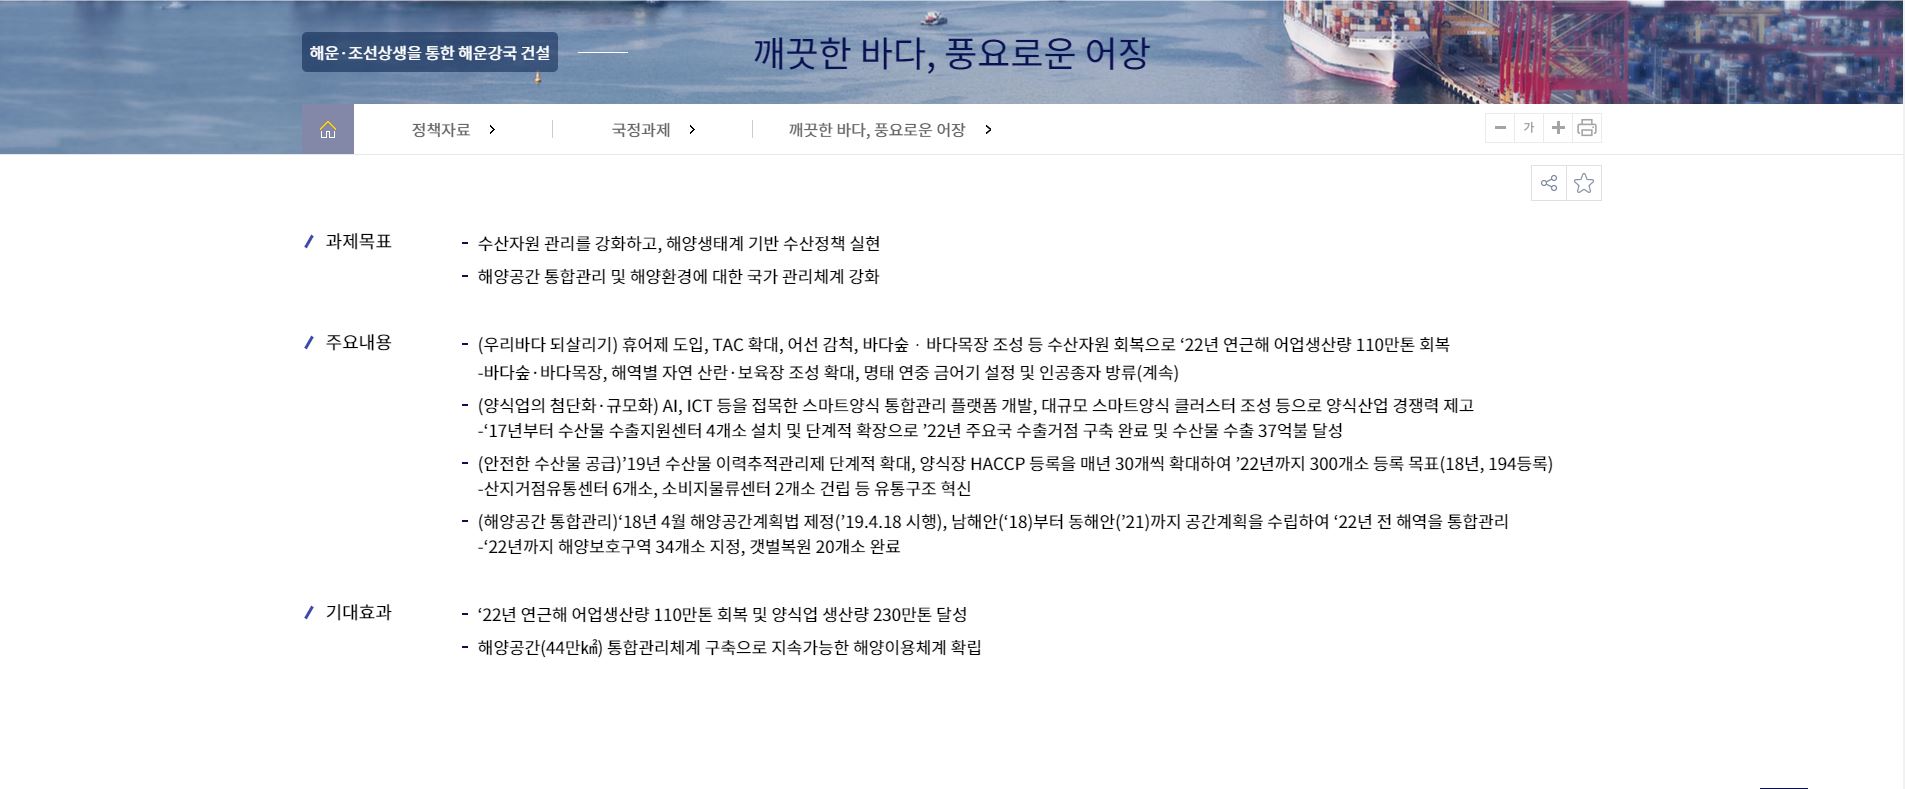 해운·조선상생을 통한 해운강국 건설
깨끗한 바다, 풍요로운 어장
정책자료
국정과제
깨끗한 바다, 풍요로운 어장
가
과제목표
- 수산자원 관리를 강화하고, 해양생태계 기반 수산정책 실현
- 해양공간 통합관리 및 해양환경에 대한 국가 관리체계 강화
주요내용
- (우리바다 되살리기) 휴어제 도입, TAC 확대, 어선 감척, 바다숲 · 바다목장 조성 등 수산자원 회복으로 ‘22년 연근해 어업생산량 110만톤 회복
-바다숲·바다목장, 해역별 자연 산란·보육장 조성 확대, 명태 연중 금어기 설정 및 인공종자 방류(계속)
- (양식업의 첨단화·규모화) AI, ICT 등을 접목한 스마트양식 통합관리 플랫폼 개발, 대규모 스마트양식 클러스터 조성 등으로 양식산업 경쟁력 제고
-‘17년부터 수산물 수출지원센터 4개소 설치 및 단계적 확장으로 ’22년 주요국 수출거점 구축 완료 및 수산물 수출 37억불 달성
- (안전한 수산물 공급)’19년 수산물 이력추적관리제 단계적 확대, 양식장 HACCP 등록을 매년 30개씩 확대하여 ’22년까지 300개소 등록 목표(18년, 194등록)
-산지거점유통센터 6개소, 소비지물류센터 2개소 건립 등 유통구조 혁신
- (해양공간 통합관리)‘18년 4월 해양공간계획법 제정(’19.4.18 시행), 남해안(‘18)부터 동해안(’21)까지 공간계획을 수립하여 ‘22년 전 해역을 통합관리
-‘22년까지 해양보호구역 34개소 지정, 갯벌복원 20개소 완료
기대효과
- ‘22년 연근해 어업생산량 110만톤 회복 및 양식업 생산량 230만톤 달성
- 해양공간(44만㎢) 통합관리체계 구축으로 지속가능한 해양이용체계 확립